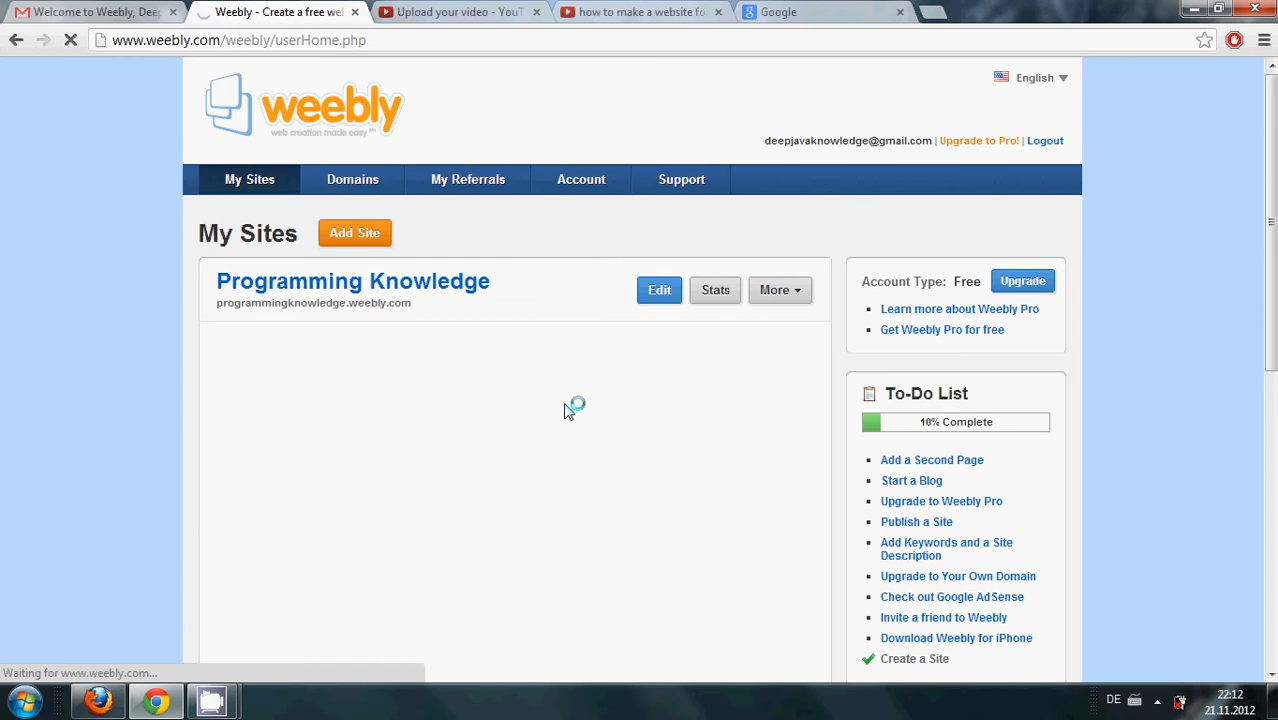 Welcome to Weebly, Dee
Weebly - Create a free we
Upload your video - YouT
how to make a website fo
Google
www.weebly.com/weebly/userHome.php
English
weebly
web creation made easy
deepjavaknowledge@gmail.com | Upgrade to Pro! | Logout
My Sites
Domains
My Referrals
Account
Support
My Sites
Add Site
Programming Knowledge
programmingknowledge.weebly.com
Edit
Stats
More
Account Type: Free
Upgrade
Learn more about Weebly Pro
Get Weebly Pro for free
To-Do List
10% Complete
Add a Second Page
Start a Blog
Upgrade to Weebly Pro
Publish a Site
Add Keywords and a Site
Description
Upgrade to Your Own Domain
Check out Google AdSense
Invite a friend to Weebly
Download Weebly for iPhone
Create a Site
Waiting for www.weebly.com...
DE
22:12
21.11.2012